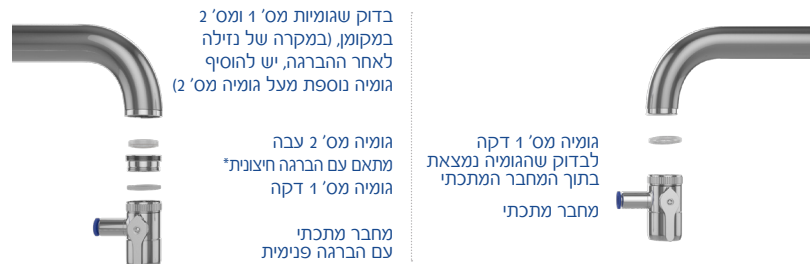 גומיה מס' 1 דקה
לבדוק שהגומיה נמצאת
בתוך המחבר המתכתי
מחבר מתכתי
בדוק שגומיות מס' 1 ומס' 2
במקומן, (במקרה של נזילה
לאחר ההברגה, יש להוסיף
גומיה נוספת מעל גומיה מס' 2)
גומיה מס' 2 עבה
מתאם עם הברגה חיצונית*
גומיה מס' 1 דקה
מחבר מתכתי
עם הברגה פנימית